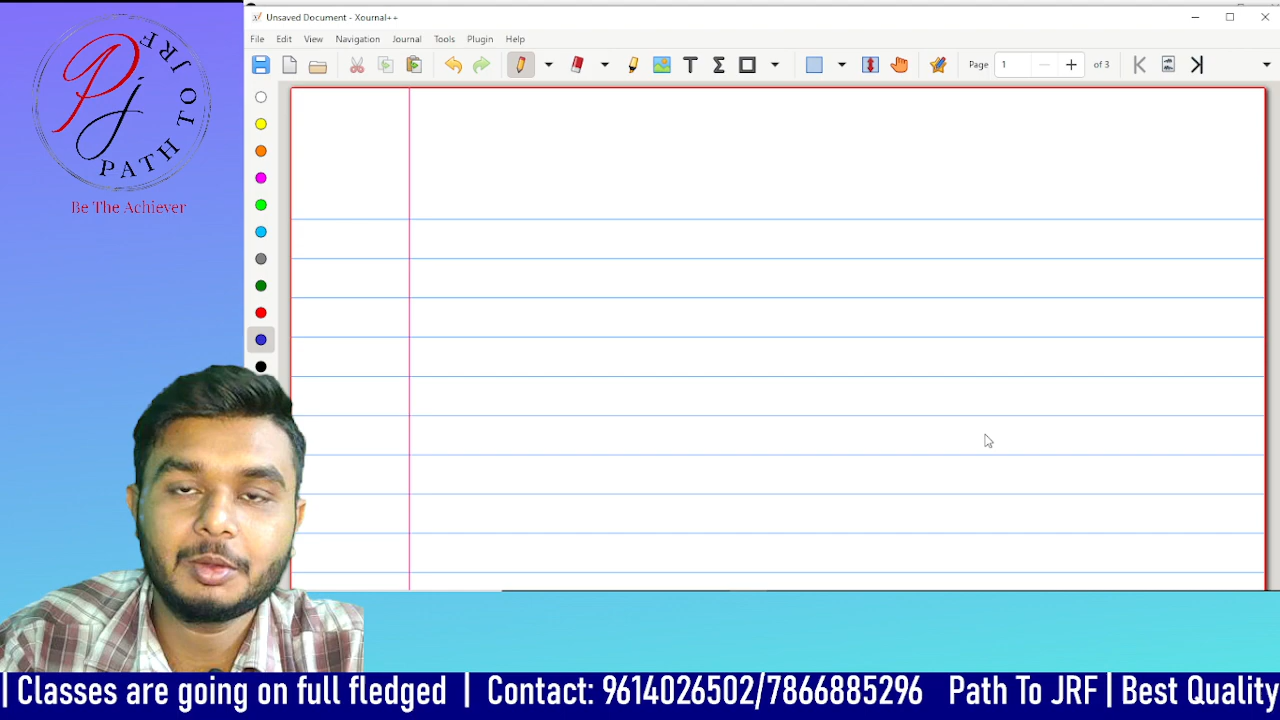 Unsaved Document - Xournal++
File Edit View Navigation Journal Tools Plugin Help
Page 1 of 3
PJ
PATH TO JRF
Be The Achiever
| Classes are going on full fledged | Contact: 9614026502/7866885296 Path To JRF | Best Quality